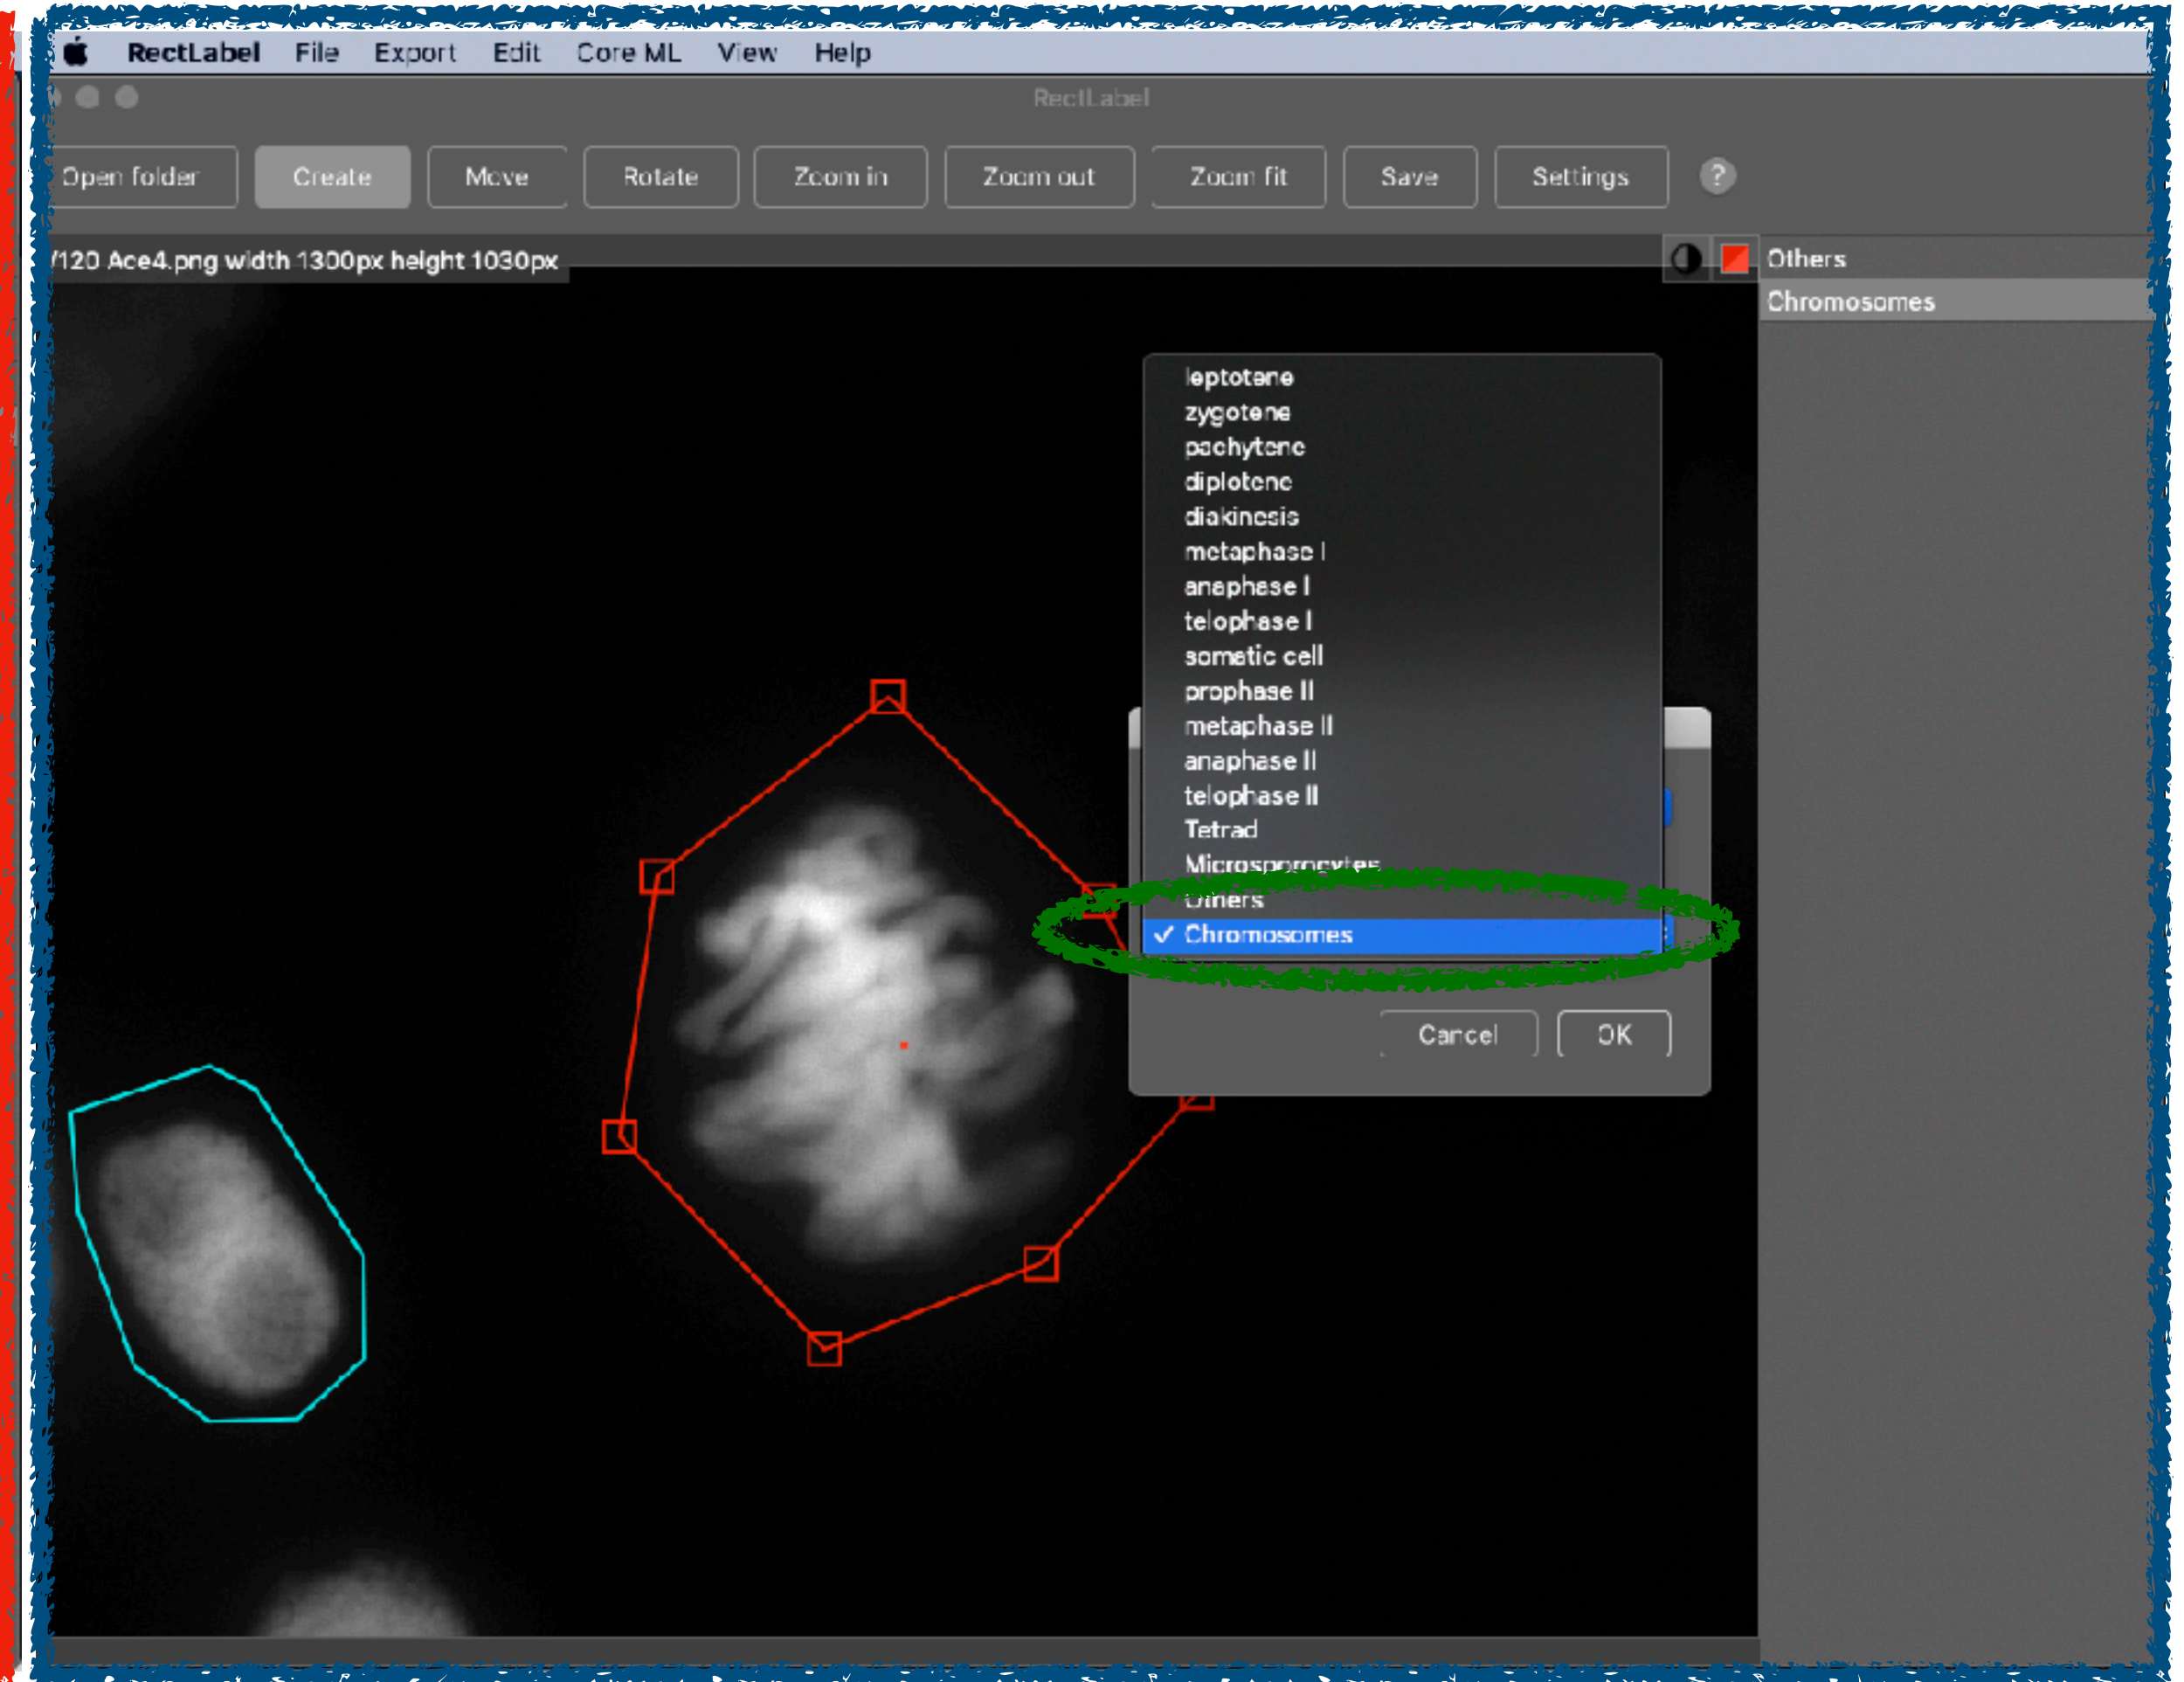 RectLabel File Export Edit Core ML View Help
RectLabel
Open folder Create Move Rotate Zoom in Zoom out Zoom fit Save Settings ?
/120 Ace4.png width 1300px height 1030px
Others
Chromosomes
leptotene
zygotene
pachytene
diplotene
diakinesis
metaphase I
anaphase I
telophase I
somatic cell
prophase II
metaphase II
anaphase II
telophase II
Tetrad
Microsporocytes
Others
✓ Chromosomes
Cancel OK